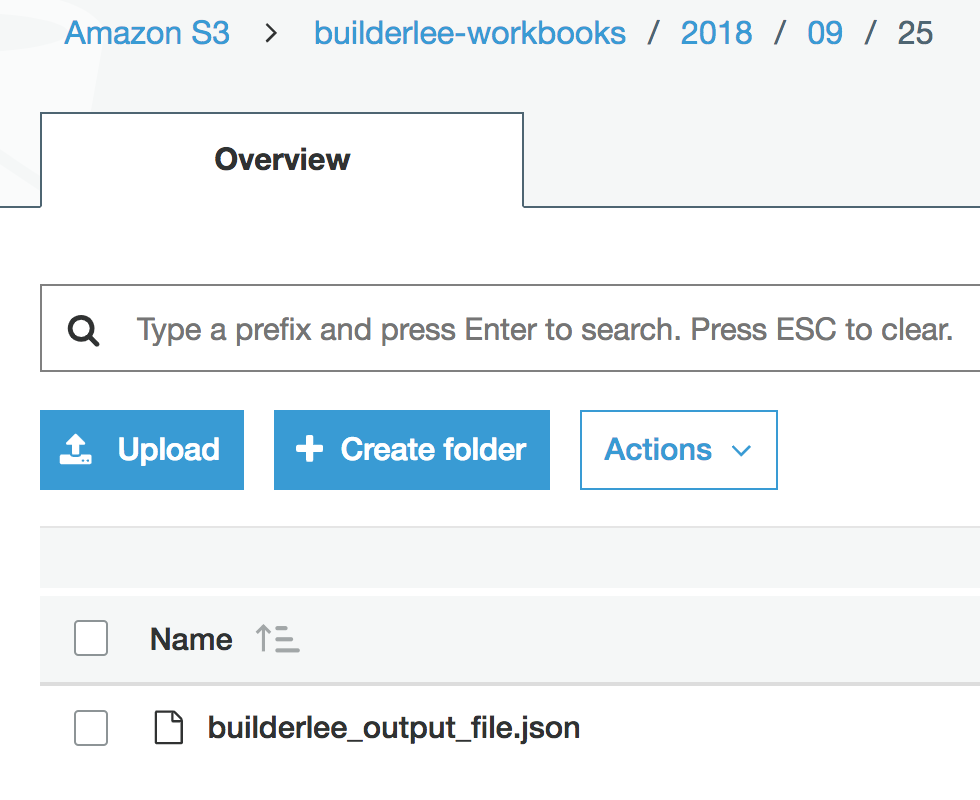 Amazon S3 > builderlee-workbooks / 2018 / 09 / 25
Overview
Type a prefix and press Enter to search. Press ESC to clear.
Upload Create folder Actions
Name
builderlee_output_file.json